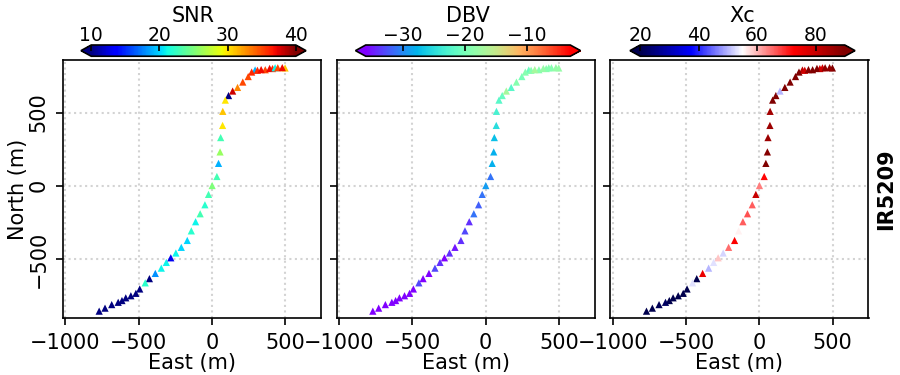 SNR DBV Xc
10 20 30 40 −30 −20 −10 20 40 60 80
North (m)
500
0
−500
−1000 −500 0 500 −1000 −500 0 500 −1000 −500 0 500
East (m) East (m) East (m)
IR5209